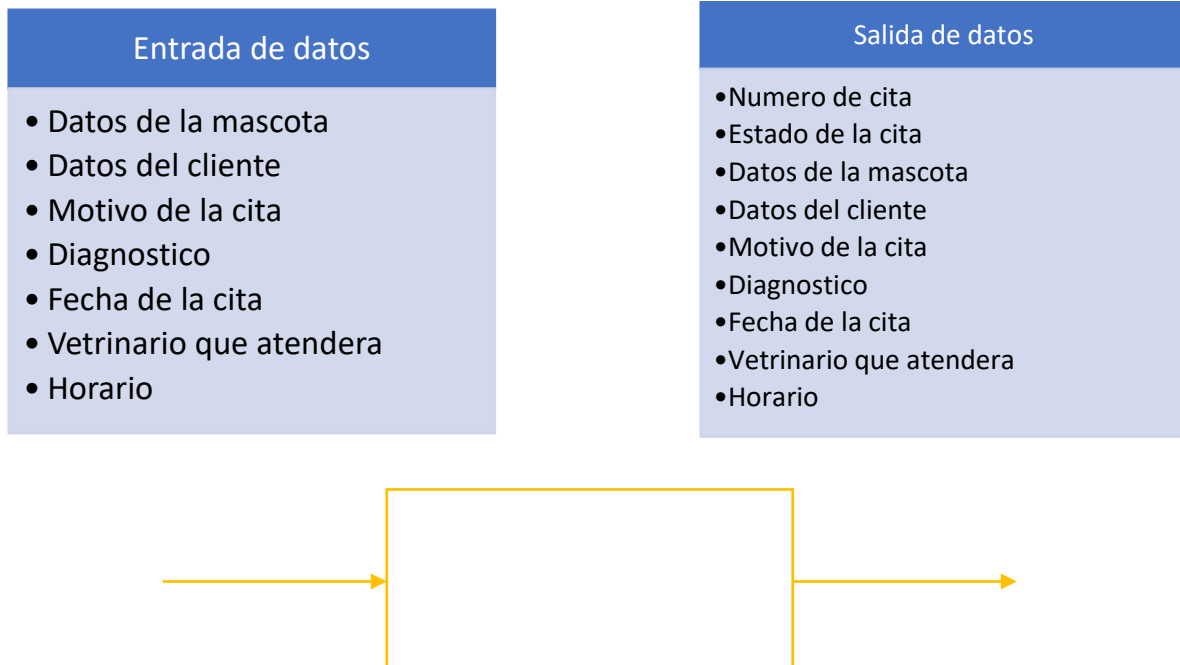 Entrada de datos
• Datos de la mascota
• Datos del cliente
• Motivo de la cita
• Diagnostico
• Fecha de la cita
• Vetrinario que atendera
• Horario
Salida de datos
•Numero de cita
•Estado de la cita
•Datos de la mascota
•Datos del cliente
•Motivo de la cita
•Diagnostico
•Fecha de la cita
•Vetrinario que atendera
•Horario